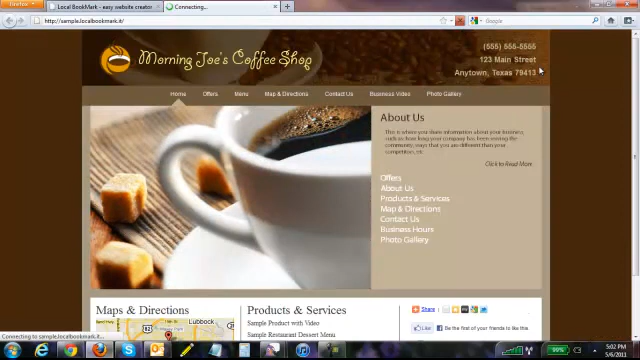 Firefox
Local BookMark - easy website creator
Connecting...
http://sample.localbookmark.it/
Google
Morning Joe's Coffee Shop
(555) 555-5505
123 Main Street
Anytown, Texas 79413
Home
Offers
Menu
Map & Directions
Contact Us
Business Video
Photo Gallery
About Us
This is where you share information about your business,
such as how long your company has been serving the
community, ways that you are different than your
competition, etc
Click to Read More
Offers
About Us
Products & Services
Map & Directions
Contact Us
Business Hours
Photo Gallery
Maps & Directions
Lubbock
82
Products & Services
Sample Product with Video
Sample Restaurant Dessert Menu
Share
Like
Be the first of your friends to like this.
Connecting to sample.localbookmark.it...
99%
5:02 PM
5/6/2011